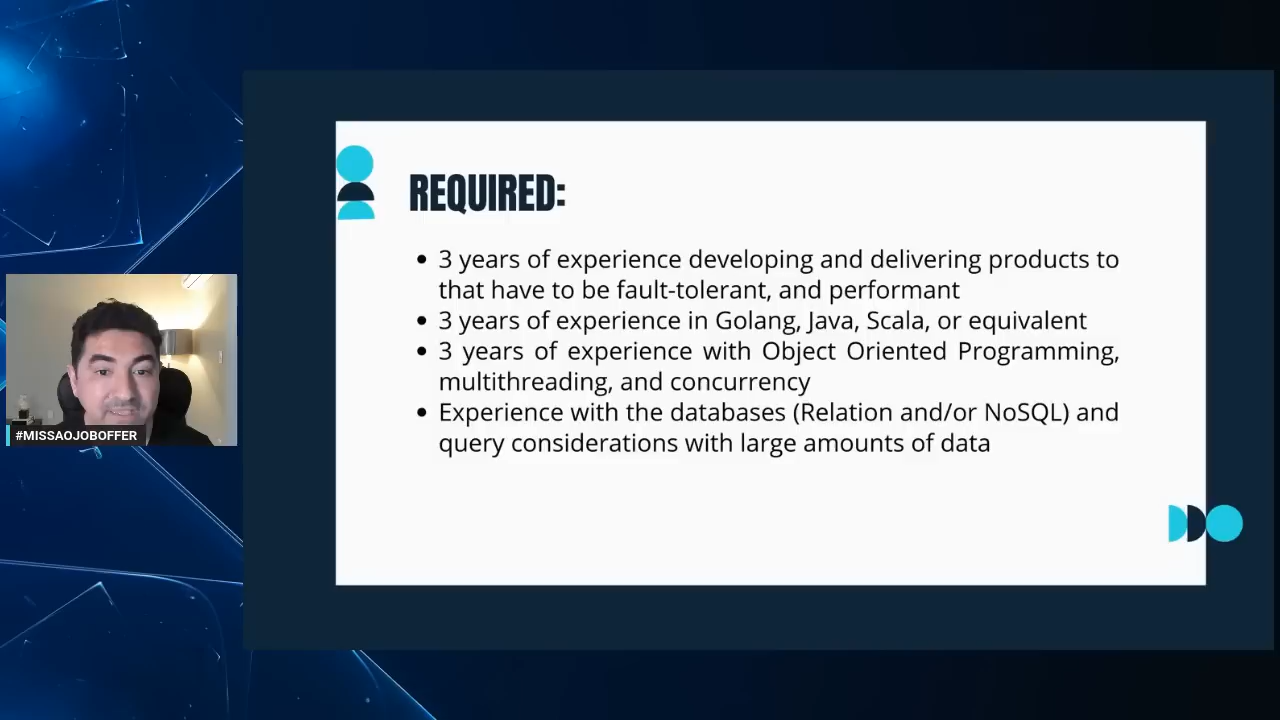 REQUIRED:
3 years of experience developing and delivering products to
that have to be fault-tolerant, and performant
3 years of experience in Golang, Java, Scala, or equivalent
3 years of experience with Object Oriented Programming,
multithreading, and concurrency
Experience with the databases (Relation and/or NoSQL) and
query considerations with large amounts of data
#MISSAOJOBOFFER